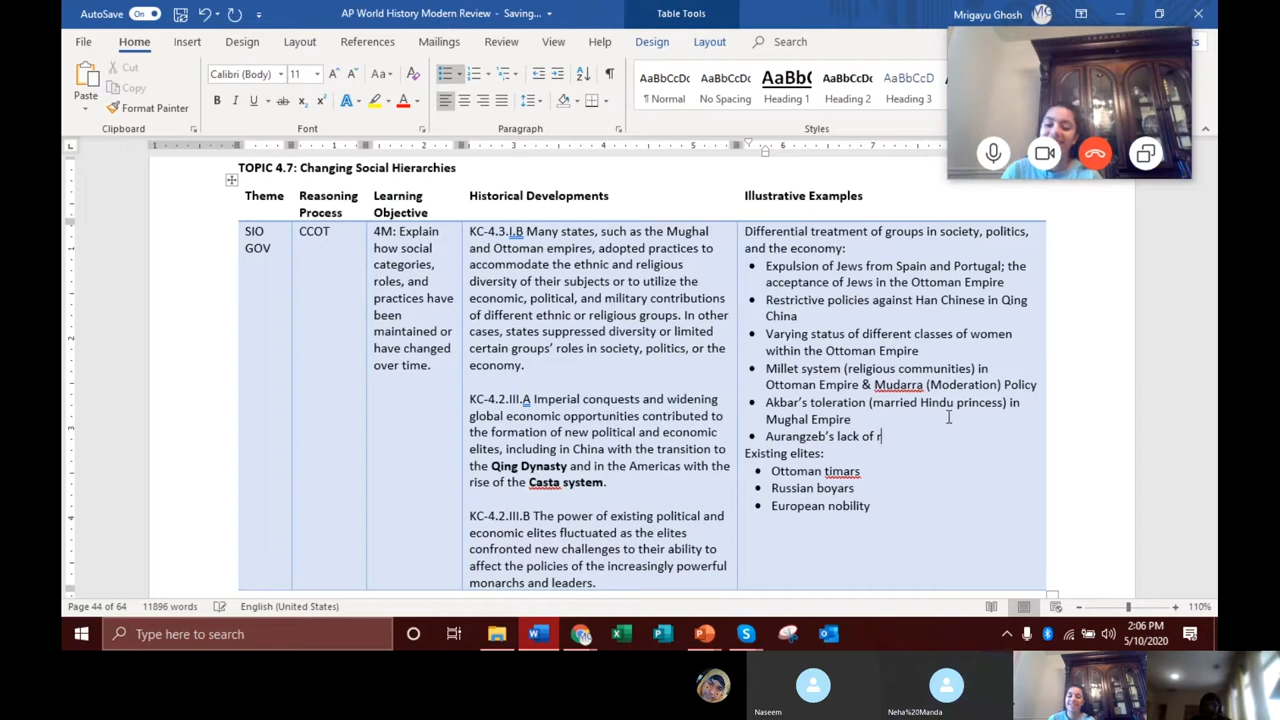 AutoSave On
AP World History Modern Review - Saving...
Table Tools
Mrigayu Ghosh
MG
File Home Insert Design Layout References Mailings Review View Help Design Layout Search
Paste
Cut
Copy
Format Painter
Calibri (Body) 11
AaBbCcDc AaBbCcDc AaBbC AaBbCcDc AaBbCcD
¶ Normal No Spacing Heading 1 Heading 2 Heading 3
Clipboard Font Paragraph Styles
TOPIC 4.7: Changing Social Hierarchies
Theme
Reasoning
Process
Learning
Objective
Historical Developments
Illustrative Examples
SIO
GOV
CCOT
4M: Explain
how social
categories,
roles, and
practices have
been
maintained or
have changed
over time.
KC-4.3.I.B Many states, such as the Mughal
and Ottoman empires, adopted practices to
accommodate the ethnic and religious
diversity of their subjects or to utilize the
economic, political, and military contributions
of different ethnic or religious groups. In other
cases, states suppressed diversity or limited
certain groups' roles in society, politics, or the
economy.
KC-4.2.III.A Imperial conquests and widening
global economic opportunities contributed to
the formation of new political and economic
elites, including in China with the transition to
the Qing Dynasty and in the Americas with the
rise of the Casta system.
KC-4.2.III.B The power of existing political and
economic elites fluctuated as the elites
confronted new challenges to their ability to
affect the policies of the increasingly powerful
monarchs and leaders.
Differential treatment of groups in society, politics,
and the economy:
• Expulsion of Jews from Spain and Portugal; the
acceptance of Jews in the Ottoman Empire
• Restrictive policies against Han Chinese in Qing
China
• Varying status of different classes of women
within the Ottoman Empire
• Millet system (religious communities) in
Ottoman Empire & Mudarra (Moderation) Policy
• Akbar's toleration (married Hindu princess) in
Mughal Empire
• Aurangzeb's lack of r
Existing elites:
• Ottoman timars
• Russian boyars
• European nobility
Page 44 of 64 11896 words English (United States)
110%
Type here to search
2:06 PM
5/10/2020
Naseem
Neha%20Manda